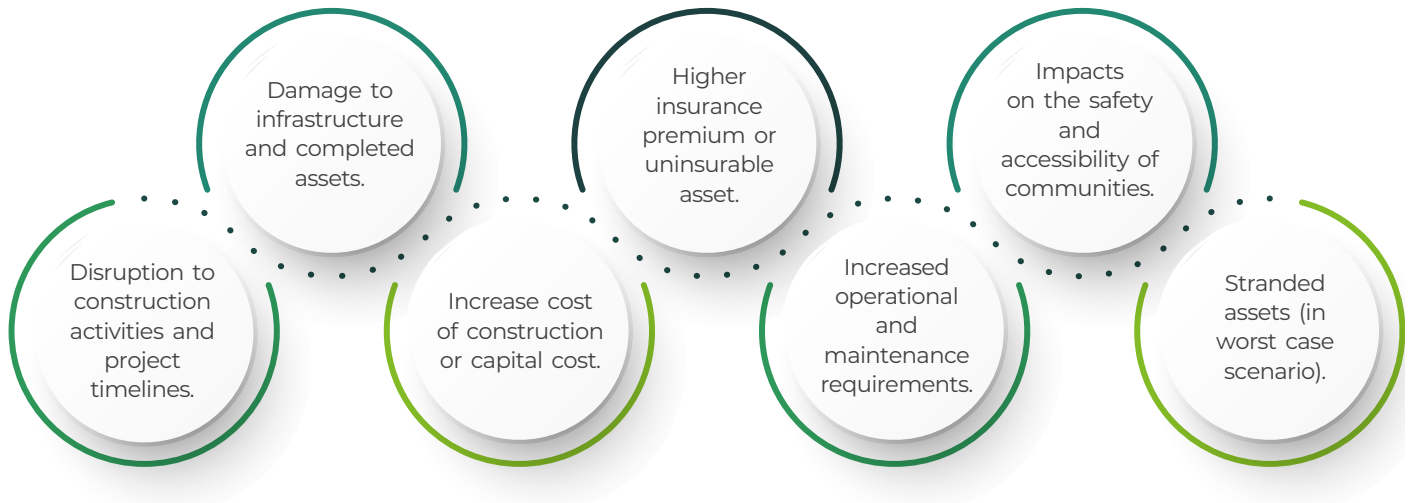 Disruption to
construction
activities and
project
timelines.
Damage to
infrastructure
and completed
assets.
Increase cost
of construction
or capital cost.
Higher
insurance
premium or
uninsurable
asset.
Increased
operational
and
maintenance
requirements.
Impacts
on the safety
and
accessibility of
communities.
Stranded
assets (in
worst case
scenario).